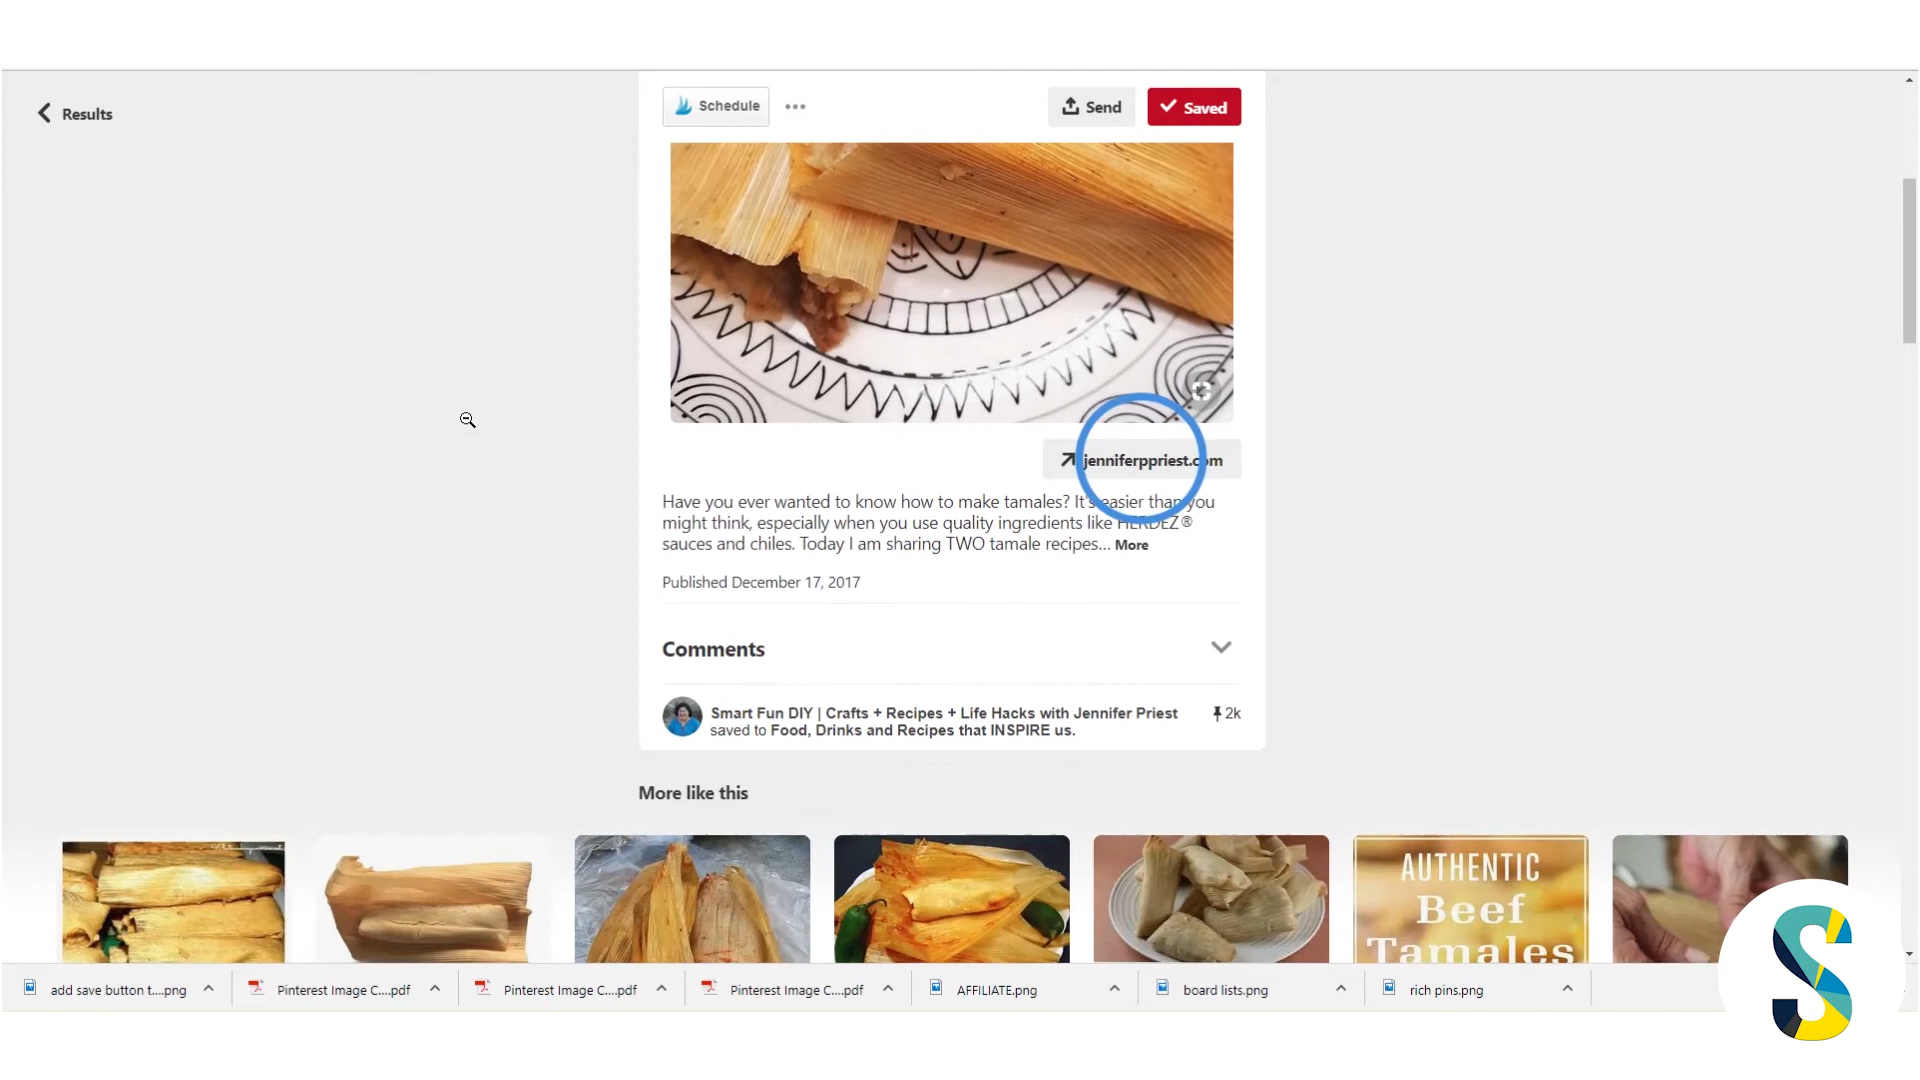 Results
Schedule
Send
Saved
jenniferppriest.com
Have you ever wanted to know how to make tamales? It's easier than you
might think, especially when you use quality ingredients like HERDEZ®
sauces and chiles. Today I am sharing TWO tamale recipes... More
Published December 17, 2017
Comments
Smart Fun DIY | Crafts + Recipes + Life Hacks with Jennifer Priest
2k
saved to Food, Drinks and Recipes that INSPIRE us.
More like this
AUTHENTIC
Beef
Tamales
add save button t....png
Pinterest Image C....pdf
Pinterest Image C....pdf
Pinterest Image C....pdf
AFFILIATE.png
board lists.png
rich pins.png
S